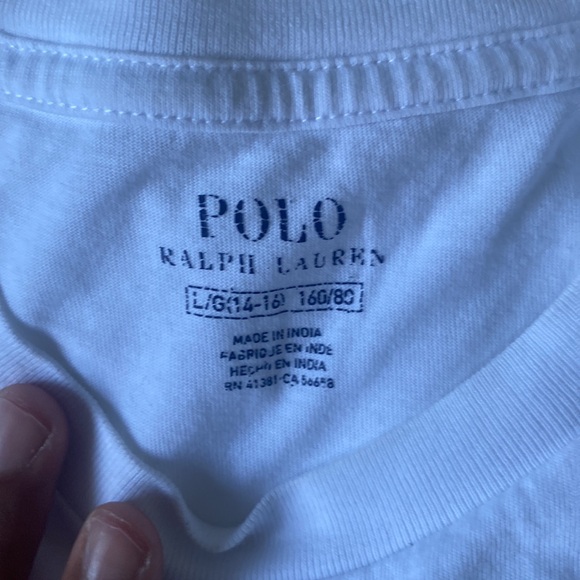 POLO
RALPH LAUREN
L/G(14-16) 160/80
MADE IN INDIA
FABRIQUE EN INDE
HECHO EN INDIA
RN 41381-CA 56658